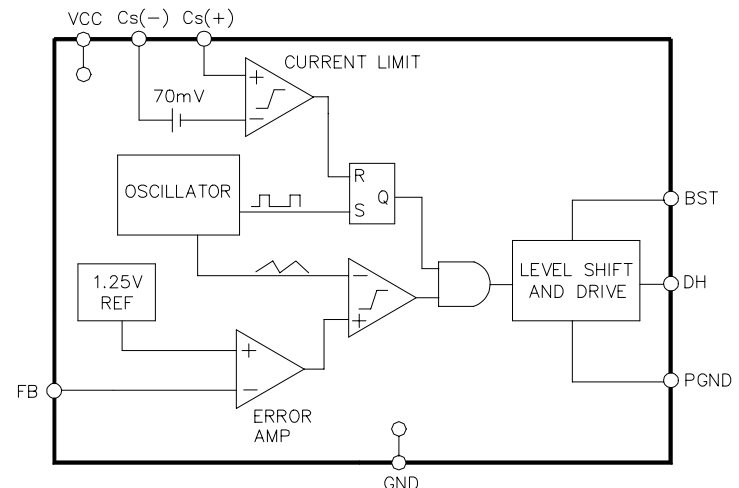 VCC Cs(-) Cs(+)
CURRENT LIMIT
+
70mV
-
OSCILLATOR
R
Q
S
BST
1.25V
REF
-
+
LEVEL SHIFT
AND DRIVE
DH
+
-
FB
ERROR
AMP
PGND
GND